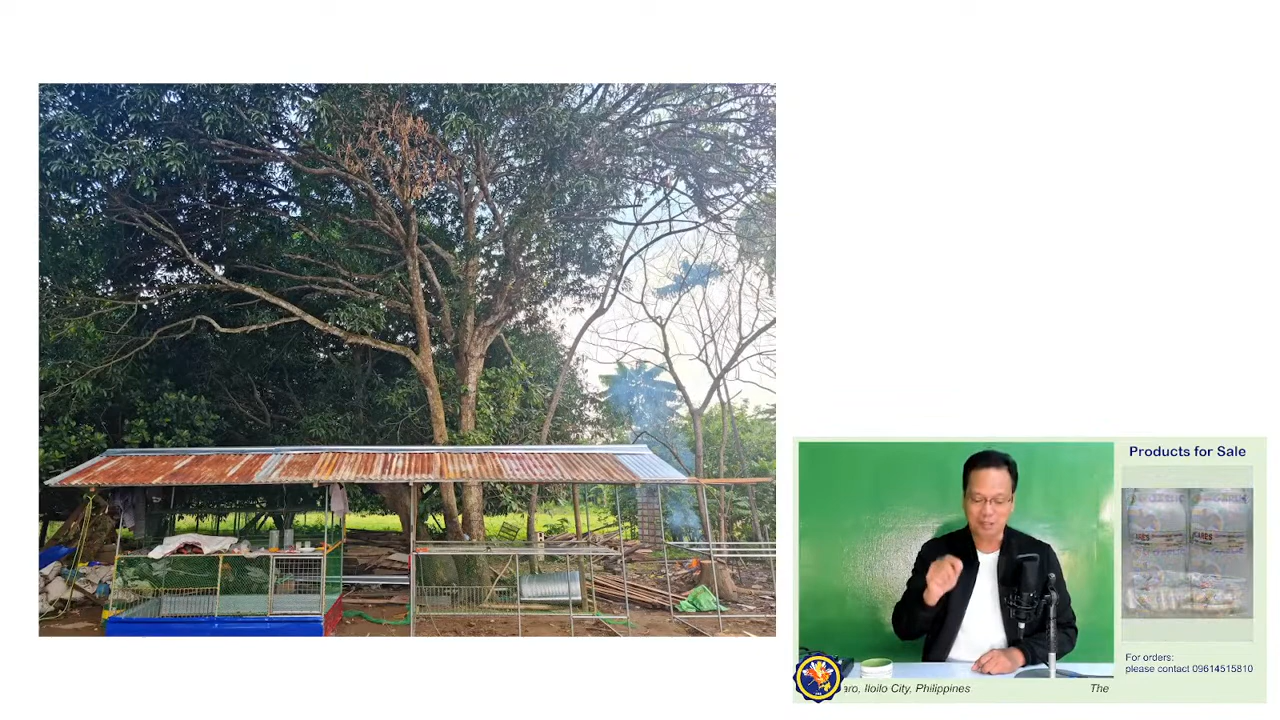 Products for Sale
For orders:
please contact 09614515810
aro, Iloilo City, Philippines
The